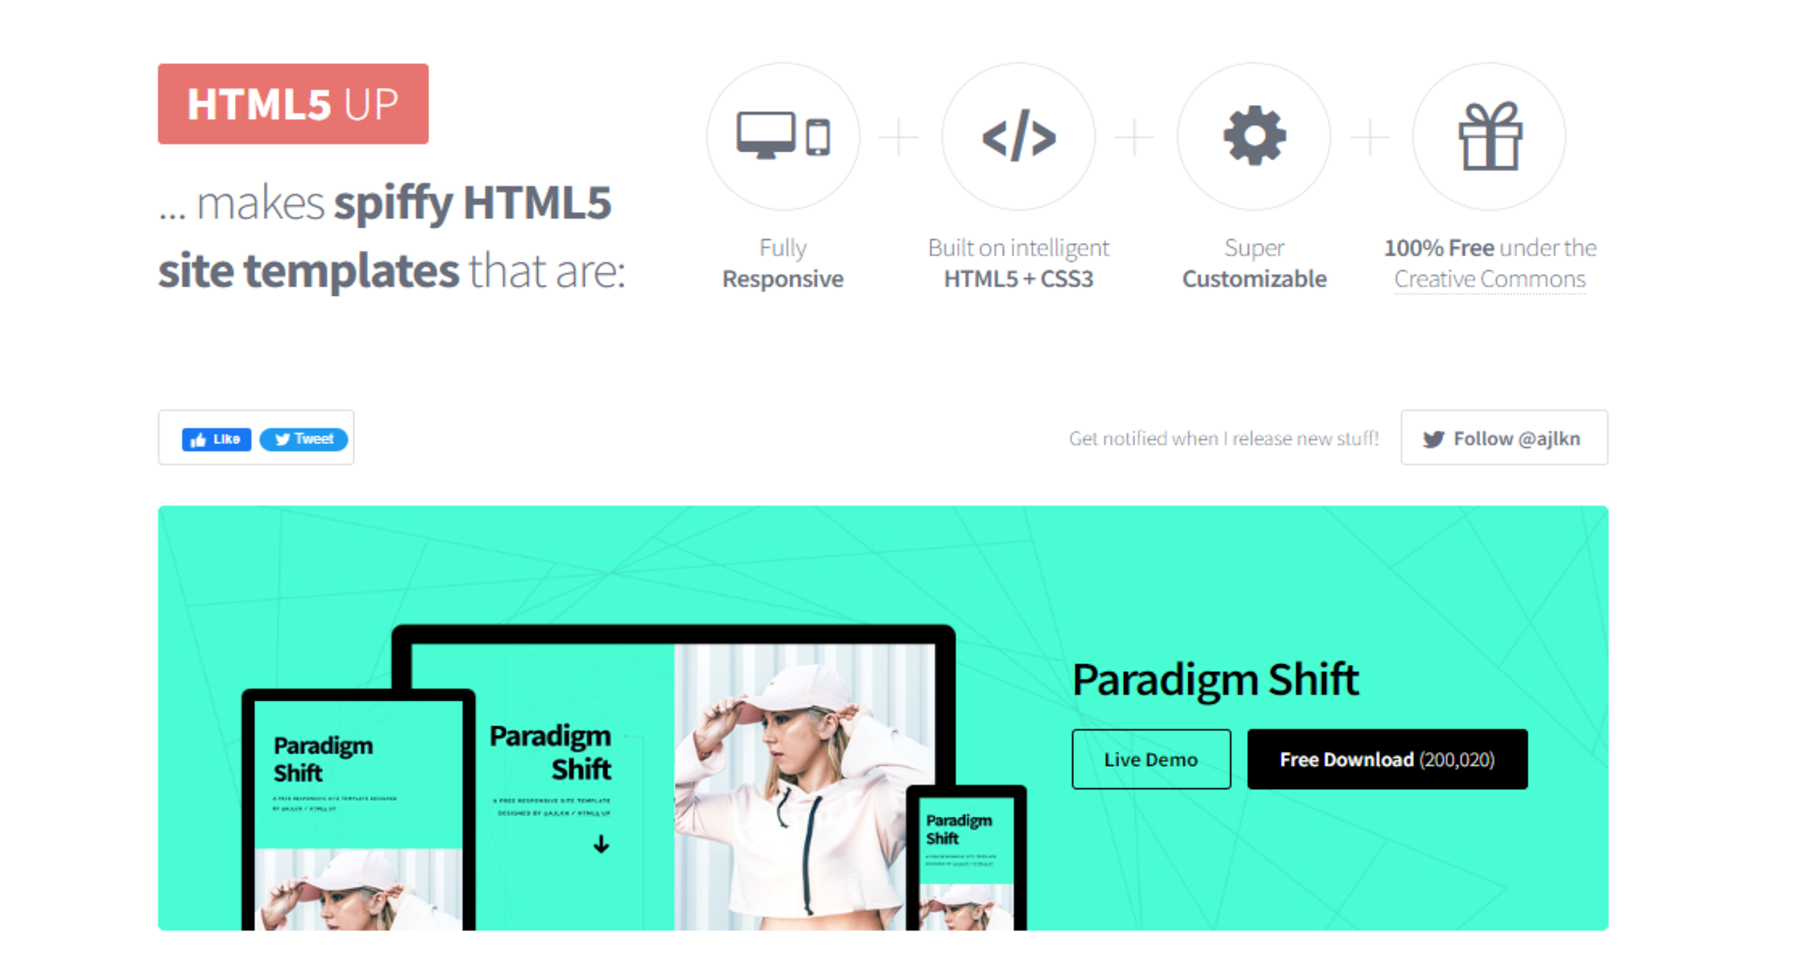 HTML5 UP
... makes spiffy HTML5
site templates that are:
Fully
Responsive
Built on intelligent
HTML5 + CSS3
Super
Customizable
100% Free under the
Creative Commons
Like
Tweet
Get notified when I release new stuff!
Follow @ajlkn
Paradigm
Shift
A FREE RESPONSIVE SITE TEMPLATE DESIGNED
BY @AJLKN / HTML5 UP
Paradigm
Shift
A FREE RESPONSIVE SITE TEMPLATE
DESIGNED BY @AJLKN / HTML5 UP
Paradigm
Shift
Paradigm Shift
Live Demo
Free Download (200,020)